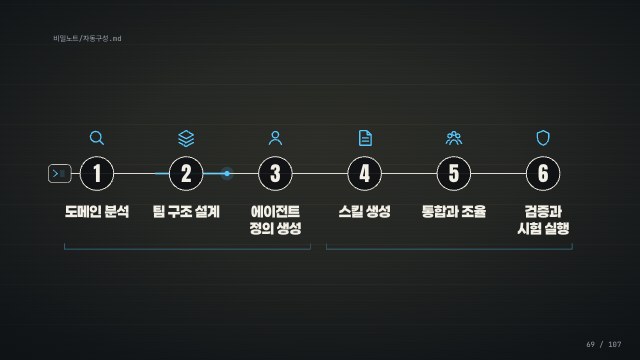 비밀노트/자동구성.md
1 2 3 4 5 6
도메인 분석
팀 구조 설계
에이전트
정의 생성
스킬 생성
통합과 조율
검증과
시험 실행
69 / 107